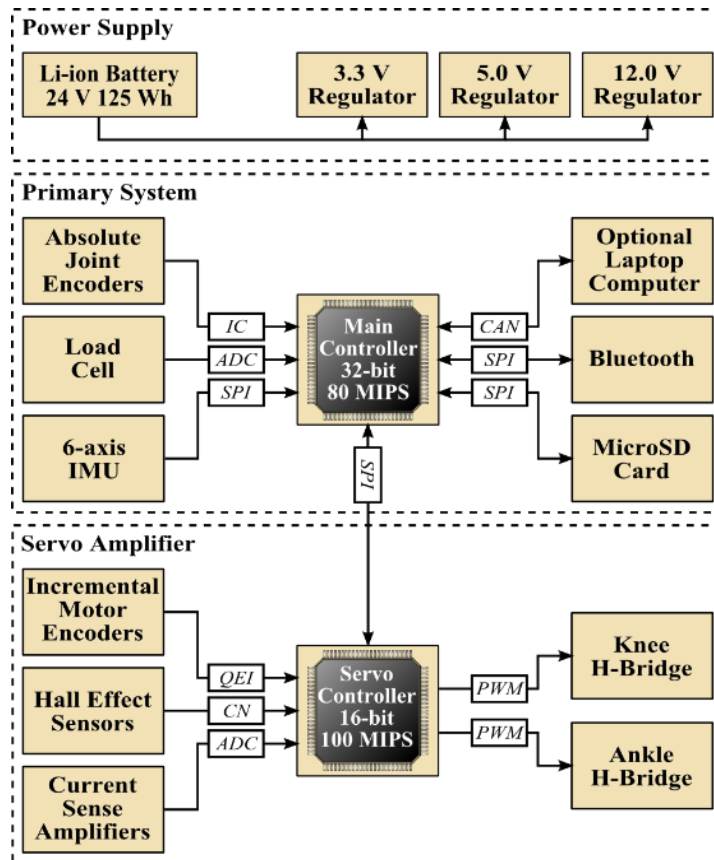 Power Supply
Li-ion Battery
24 V 125 Wh
3.3 V
Regulator
5.0 V
Regulator
12.0 V
Regulator
Primary System
Absolute
Joint
Encoders
Load
Cell
6-axis
IMU
IC
ADC
SPI
Main
Controller
32-bit
80 MIPS
CAN
SPI
SPI
Optional
Laptop
Computer
Bluetooth
MicroSD
Card
SPI
Servo Amplifier
Incremental
Motor
Encoders
Hall Effect
Sensors
Current
Sense
Amplifiers
QEI
CN
ADC
Servo
Controller
16-bit
100 MIPS
PWM
PWM
Knee
H-Bridge
Ankle
H-Bridge